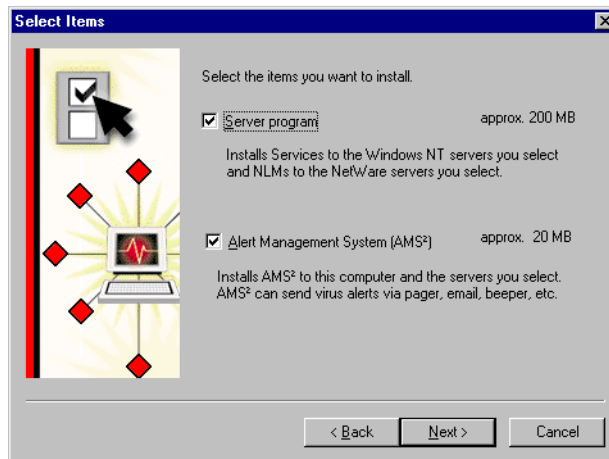 Select Items
Select the items you want to install.
Server program
approx. 200 MB
Installs Services to the Windows NT servers you select
and NLMs to the NetWare servers you select.
Alert Management System (AMS²)
approx. 20 MB
Installs AMS² to this computer and the servers you select.
AMS² can send virus alerts via pager, email, beeper, etc.
< Back
Next >
Cancel